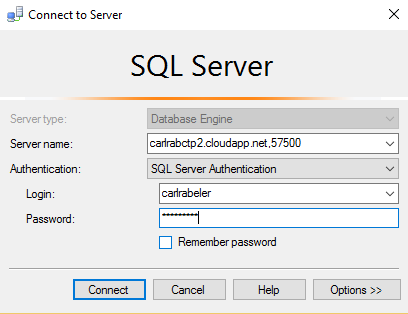 Connect to Server
SQL Server
Server type: Database Engine
Server name: carlrabctp2.cloudapp.net,57500
Authentication: SQL Server Authentication
Login: carlrabeler
Password: *********
Remember password
Connect Cancel Help Options >>